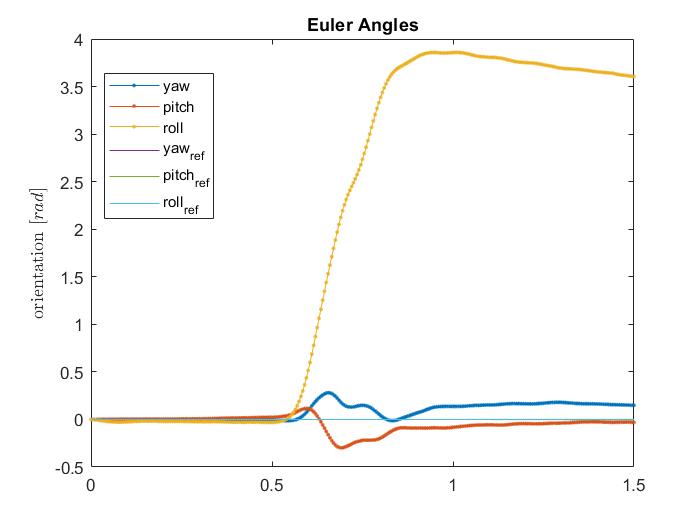 Euler Angles
4
3.5
3
2.5
2
1.5
1
0.5
0
-0.5
orientation [rad]
yaw
pitch
roll
yaw_ref
pitch_ref
roll_ref
0
0.5
1
1.5